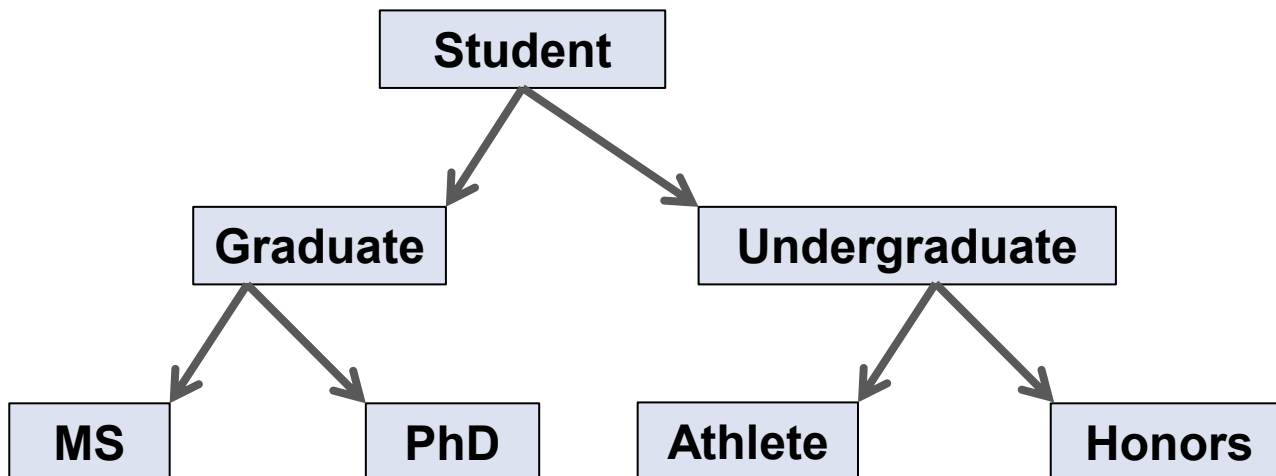 Student
Graduate
Undergraduate
MS
PhD
Athlete
Honors